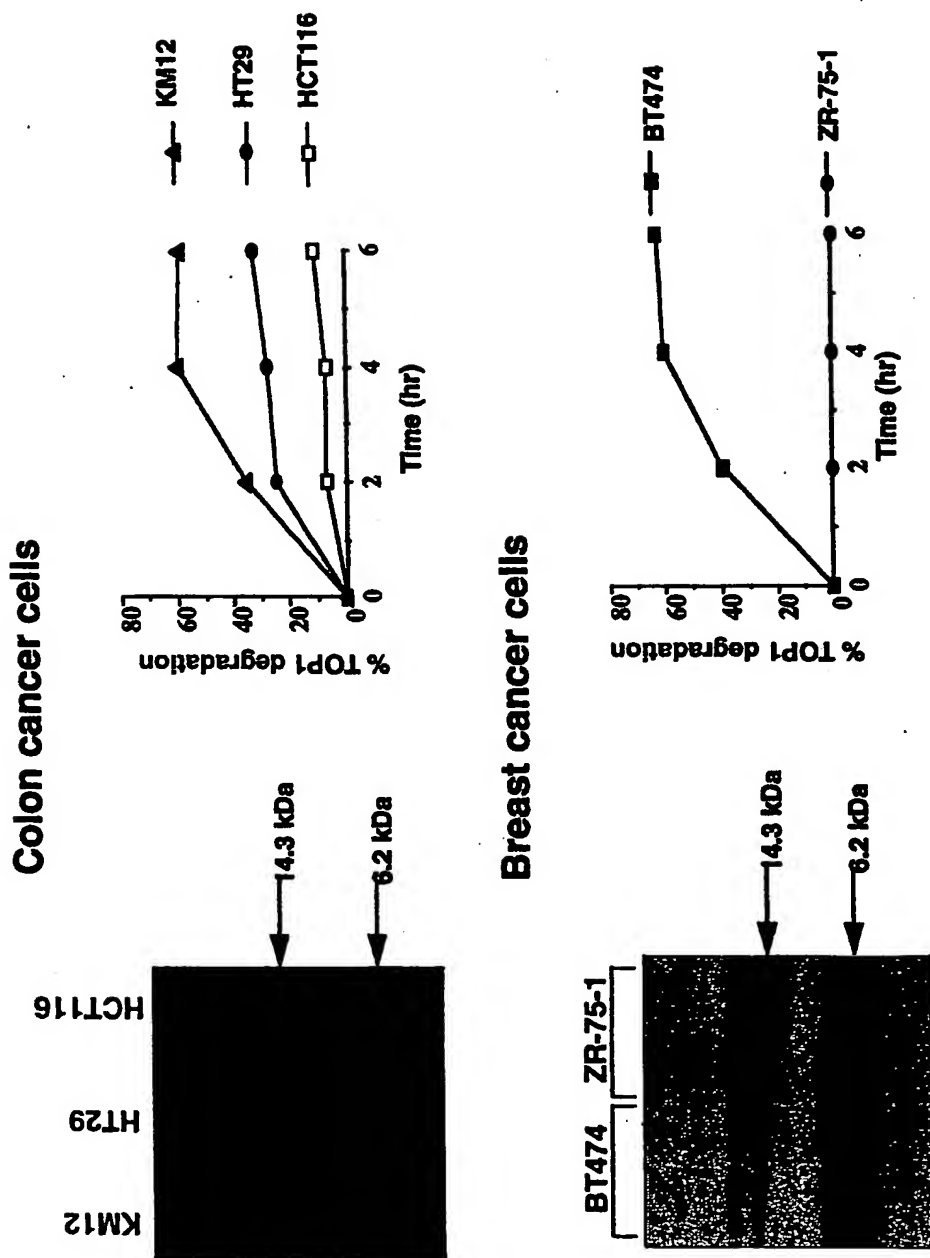 Colon cancer cells
KM12
HT29
HCT116
14.3 kDa
6.2 kDa
% TOP1 degradation
80
60
40
20
0
0
2
4
6
Time (hr)
KM12
HT29
HCT116
Breast cancer cells
BT474
ZR-75-1
14.3 kDa
6.2 kDa
% TOP1 degradation
80
60
40
20
0
0
2
4
6
Time (hr)
BT474
ZR-75-1